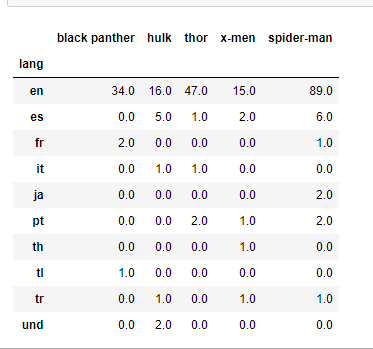 black panther hulk thor x-men spider-man
lang
en 34.0 16.0 47.0 15.0 89.0
es 0.0 5.0 1.0 2.0 6.0
fr 2.0 0.0 0.0 0.0 1.0
it 0.0 1.0 1.0 0.0 0.0
ja 0.0 0.0 0.0 0.0 2.0
pt 0.0 0.0 2.0 1.0 2.0
th 0.0 0.0 0.0 1.0 0.0
tl 1.0 0.0 0.0 0.0 0.0
tr 0.0 1.0 0.0 1.0 1.0
und 0.0 2.0 0.0 0.0 0.0